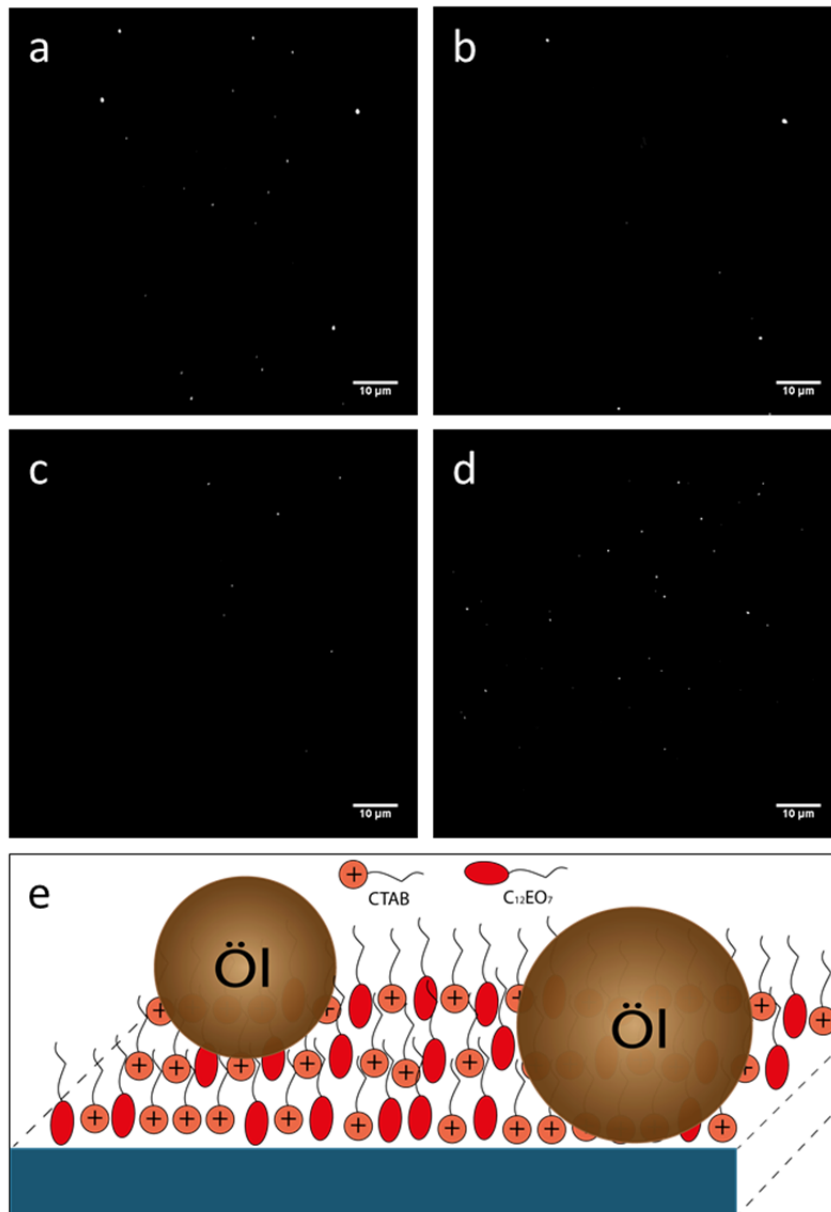 a
b
10 µm
10 µm
c
d
10 µm
10 µm
e
+
CTAB
C₁₂EO₇
Öl
Öl
+ + + + + + +
+ + + + + + +
+ + + + + + + + + + +